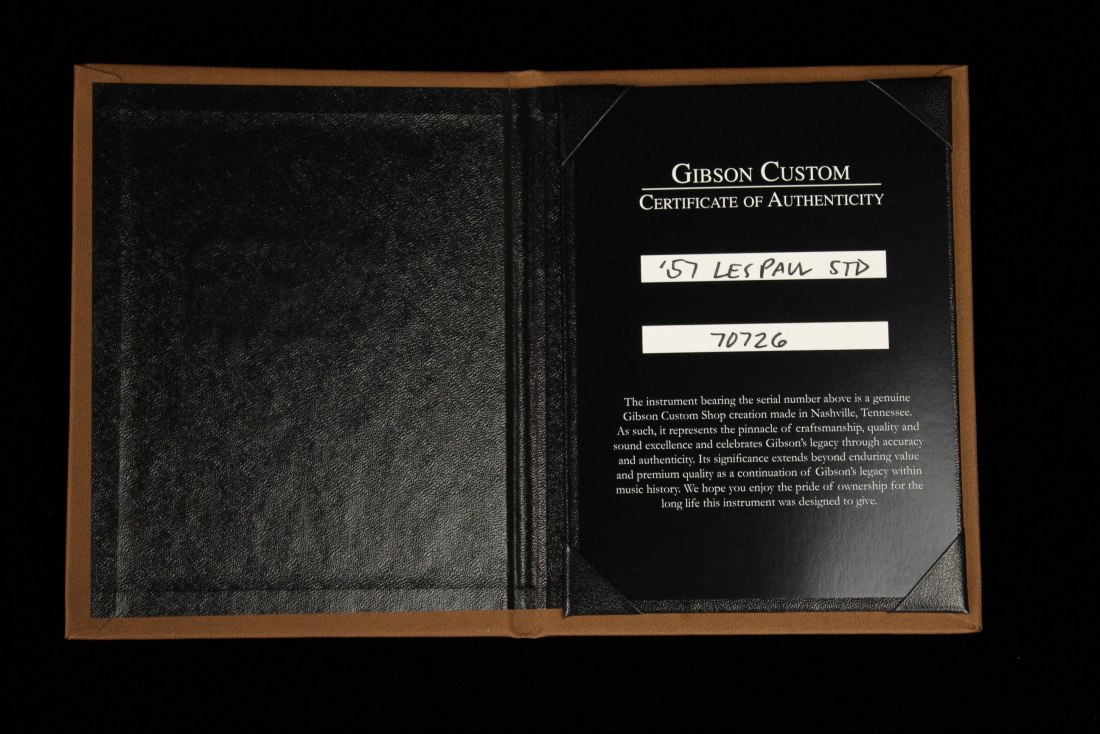 GIBSON CUSTOM
CERTIFICATE OF AUTHENTICITY
'57 LES PAUL STD
70726
The instrument bearing the serial number above is a genuine
Gibson Custom Shop creation made in Nashville, Tennessee.
As such, it represents the pinnacle of craftsmanship, quality and
sound excellence and celebrates Gibson's legacy through accuracy
and authenticity. Its significance extends beyond enduring value
and premium quality as a continuation of Gibson's legacy within
music history. We hope you enjoy the pride of ownership for the
long life this instrument was designed to give.